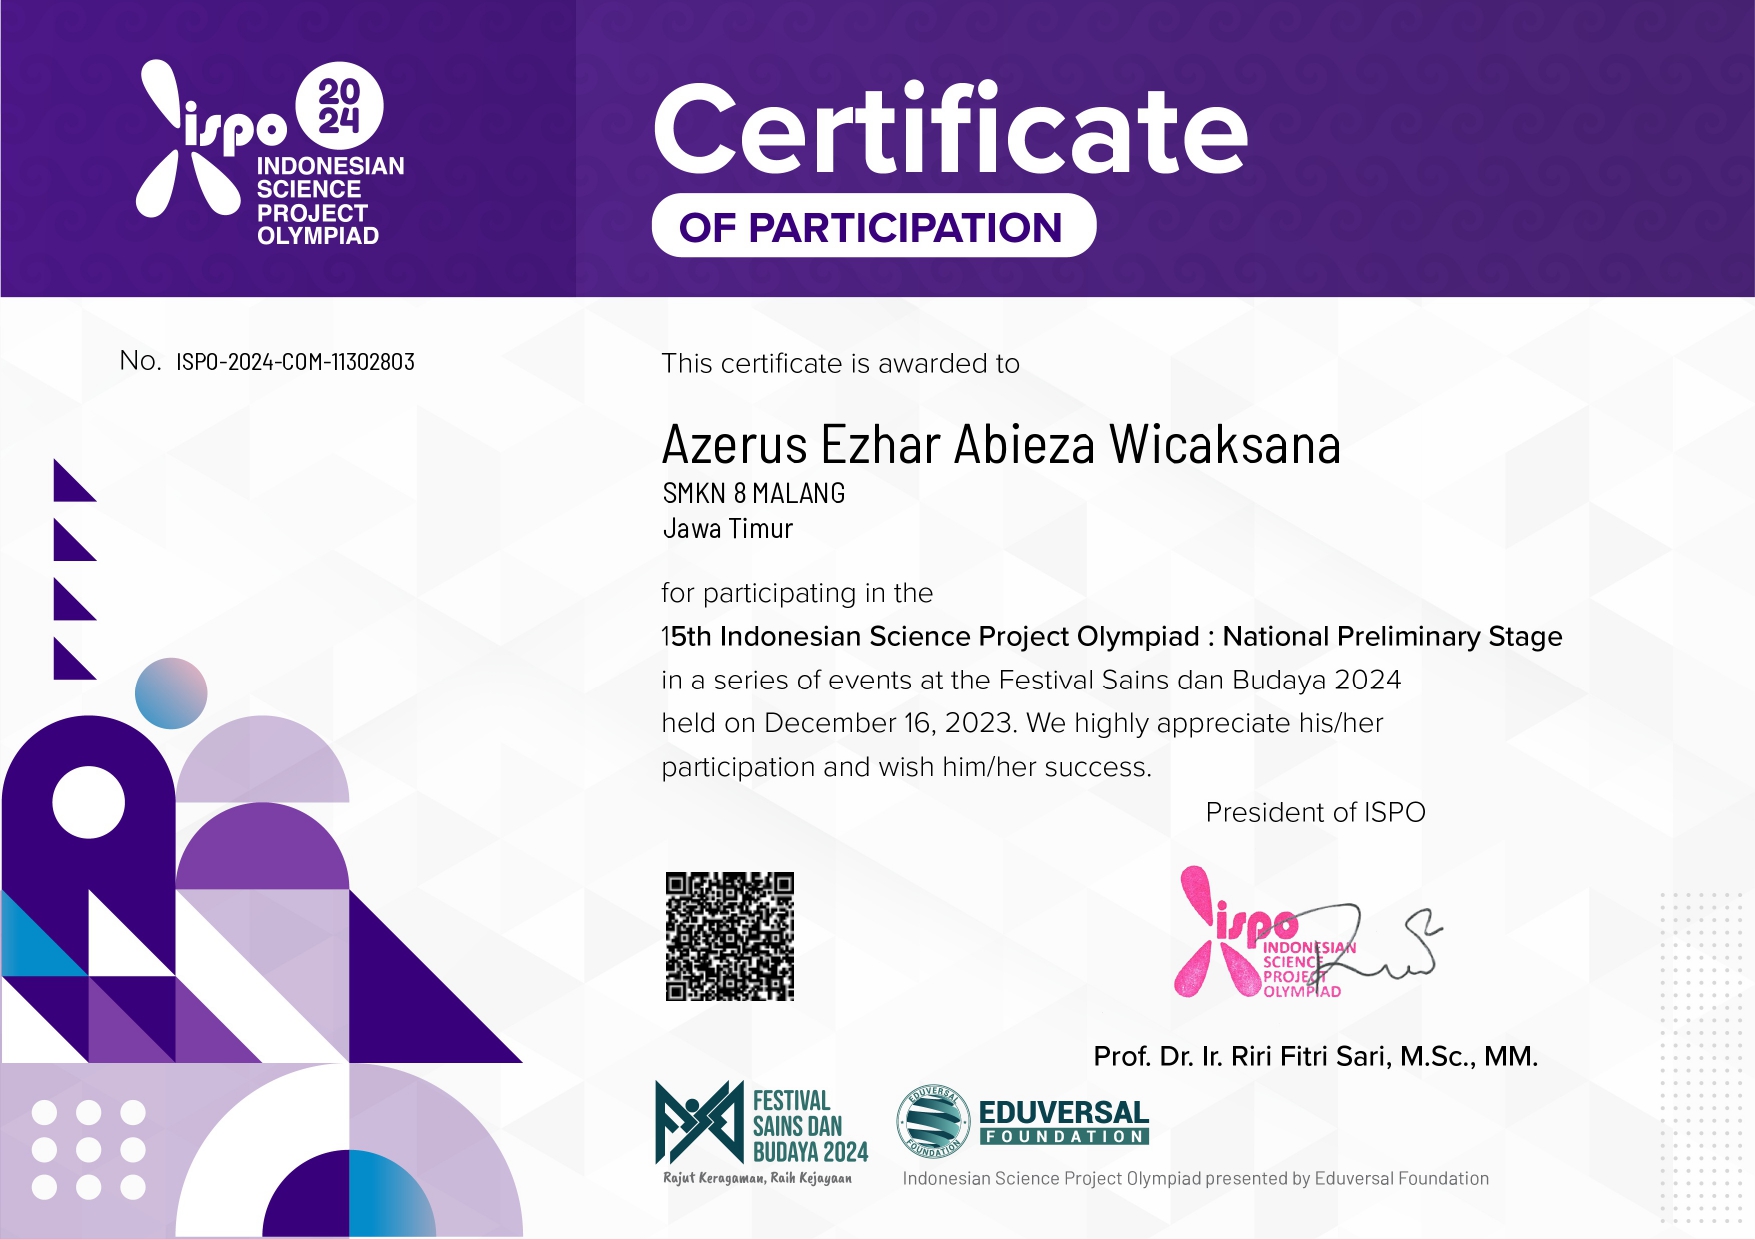 ispo
20
24
INDONESIAN
SCIENCE
PROJECT
OLYMPIAD
Certificate
OF PARTICIPATION
No. ISPO-2024-COM-11302803
This certificate is awarded to
Azerus Ezhar Abieza Wicaksana
SMKN 8 MALANG
Jawa Timur
for participating in the
15th Indonesian Science Project Olympiad : National Preliminary Stage
in a series of events at the Festival Sains dan Budaya 2024
held on December 16, 2023. We highly appreciate his/her
participation and wish him/her success.
President of ISPO
ispo
INDONESIAN
SCIENCE
PROJECT
OLYMPIAD
Prof. Dr. Ir. Riri Fitri Sari, M.Sc., MM.
FESTIVAL
SAINS DAN
BUDAYA 2024
Rajut Keragaman, Raih Kejayaan
EDUVERSAL
FOUNDATION
EDUVERSAL
FOUNDATION
Indonesian Science Project Olympiad presented by Eduversal Foundation